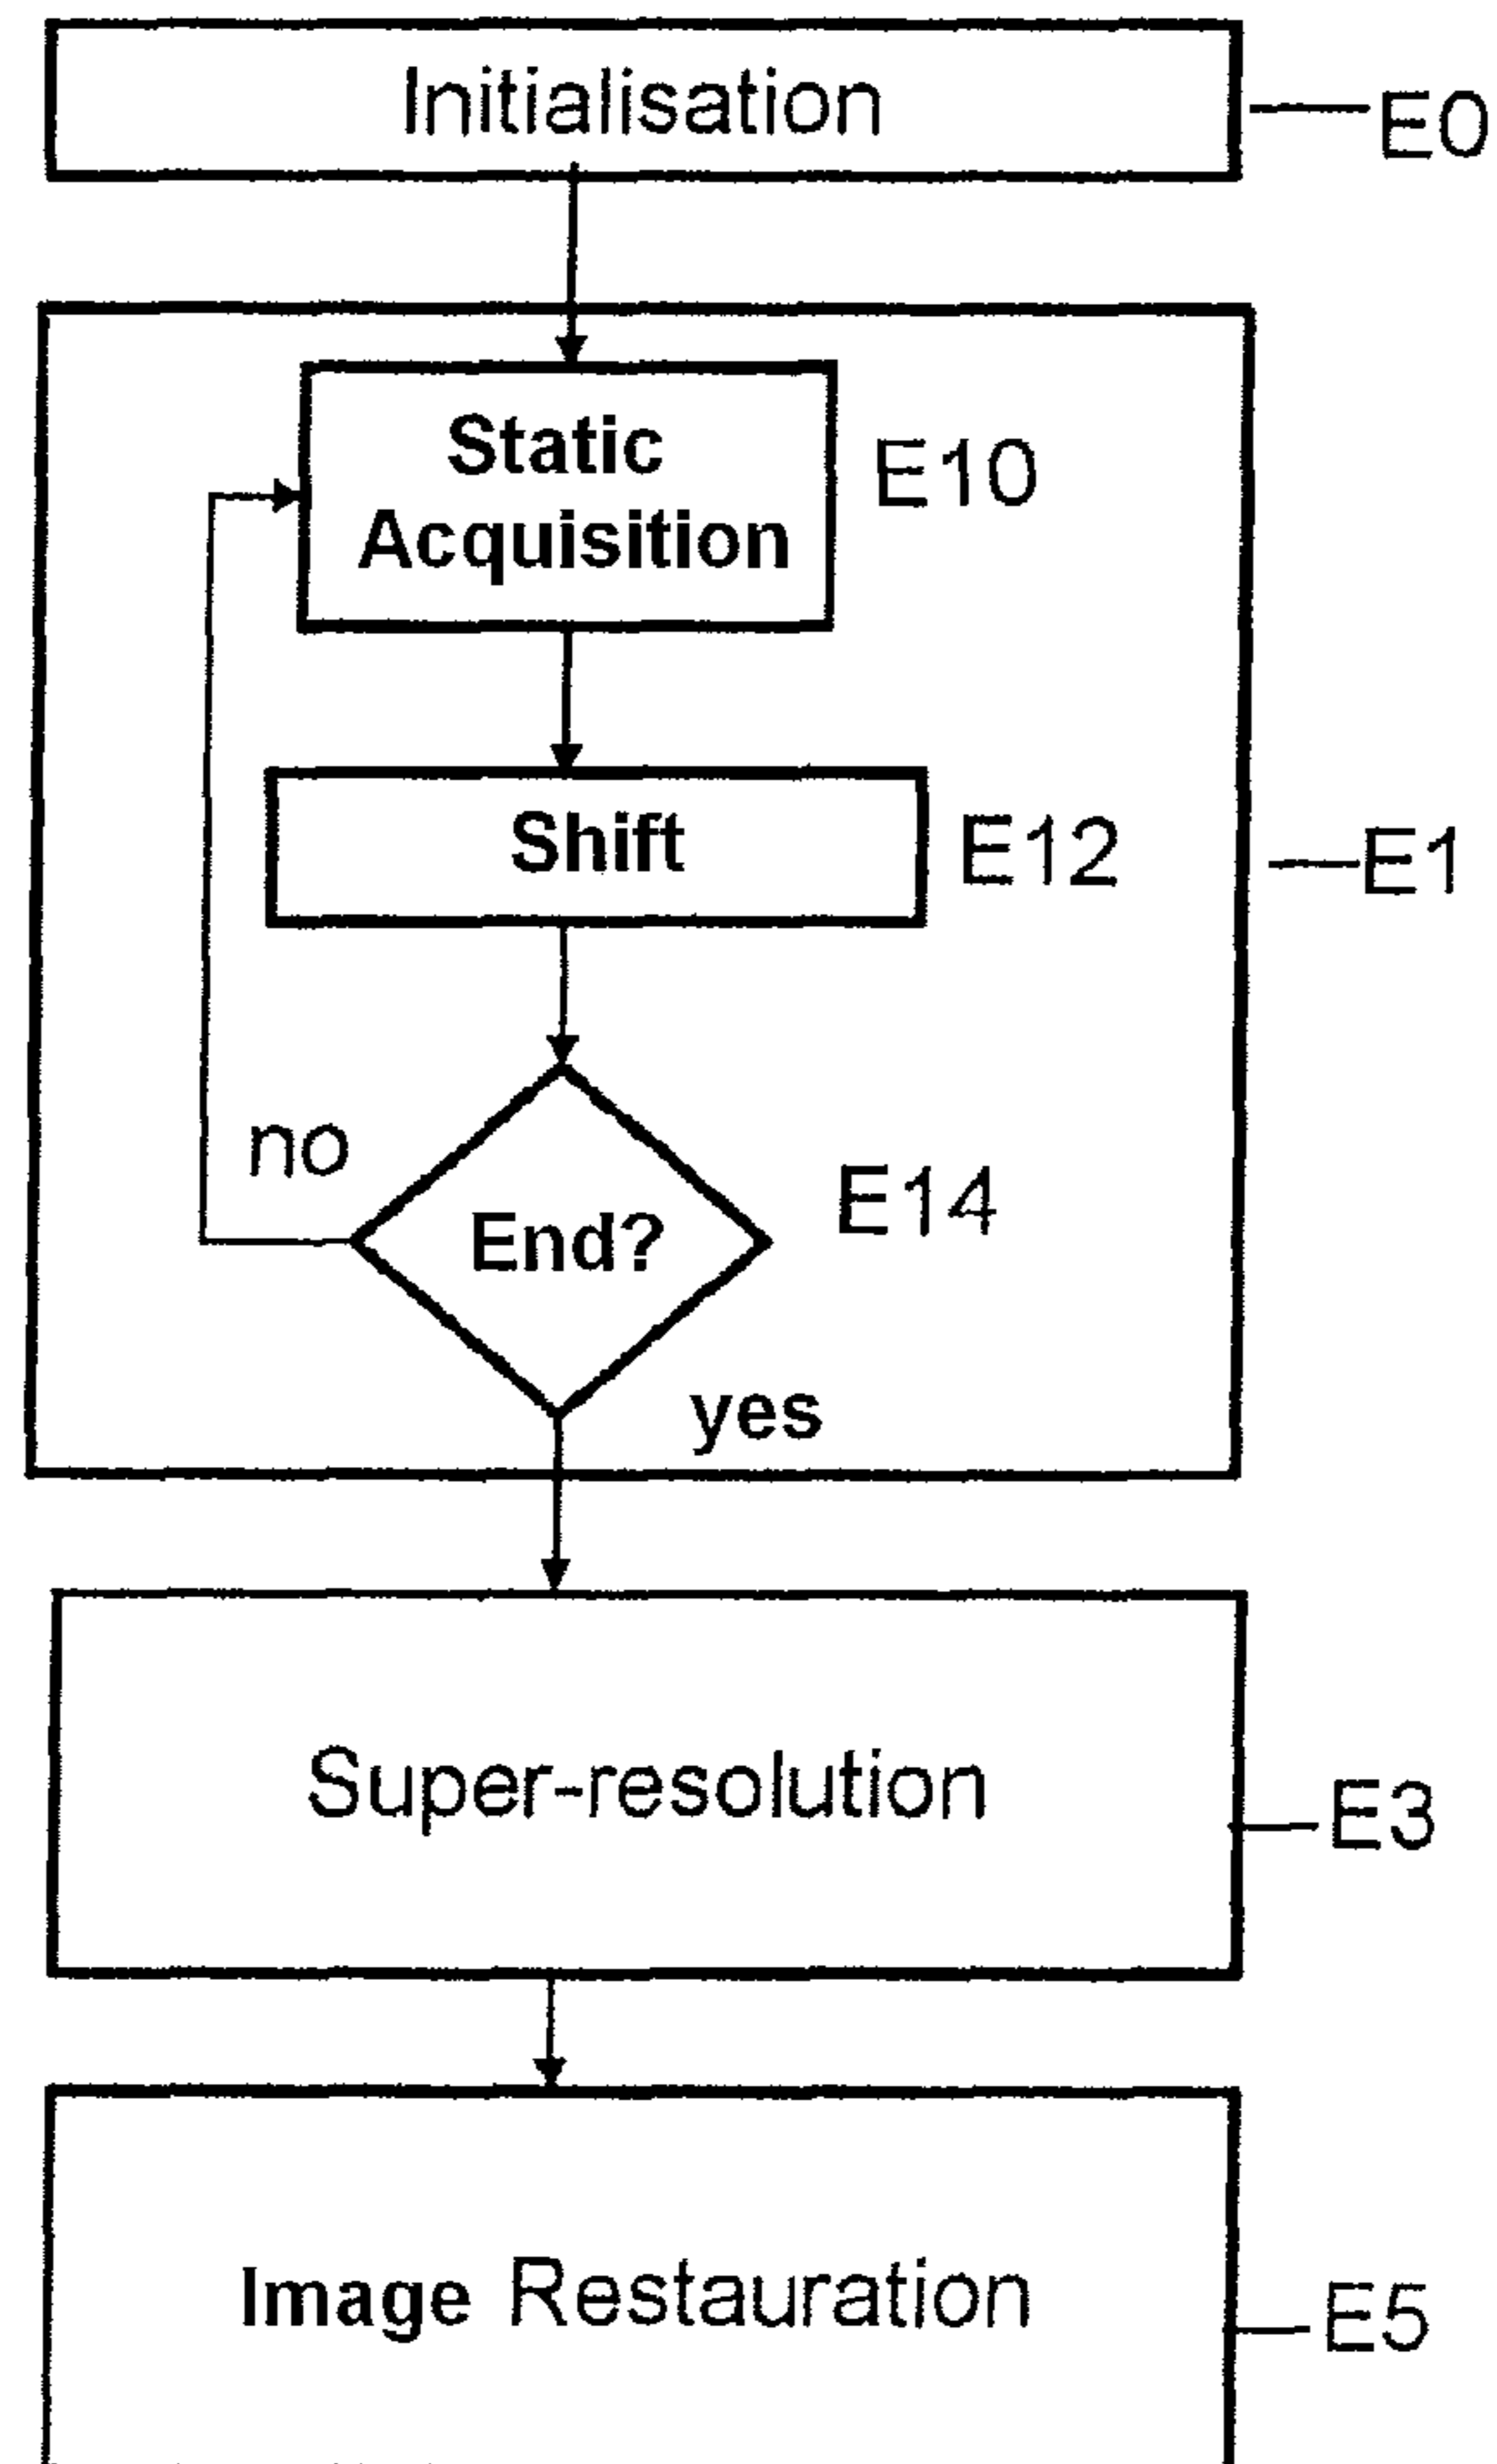 Initialisation
E0
Static
Acquisition
E10
Shift
E12
E1
no
End?
E14
yes
Super-resolution
E3
Image Restauration
E5